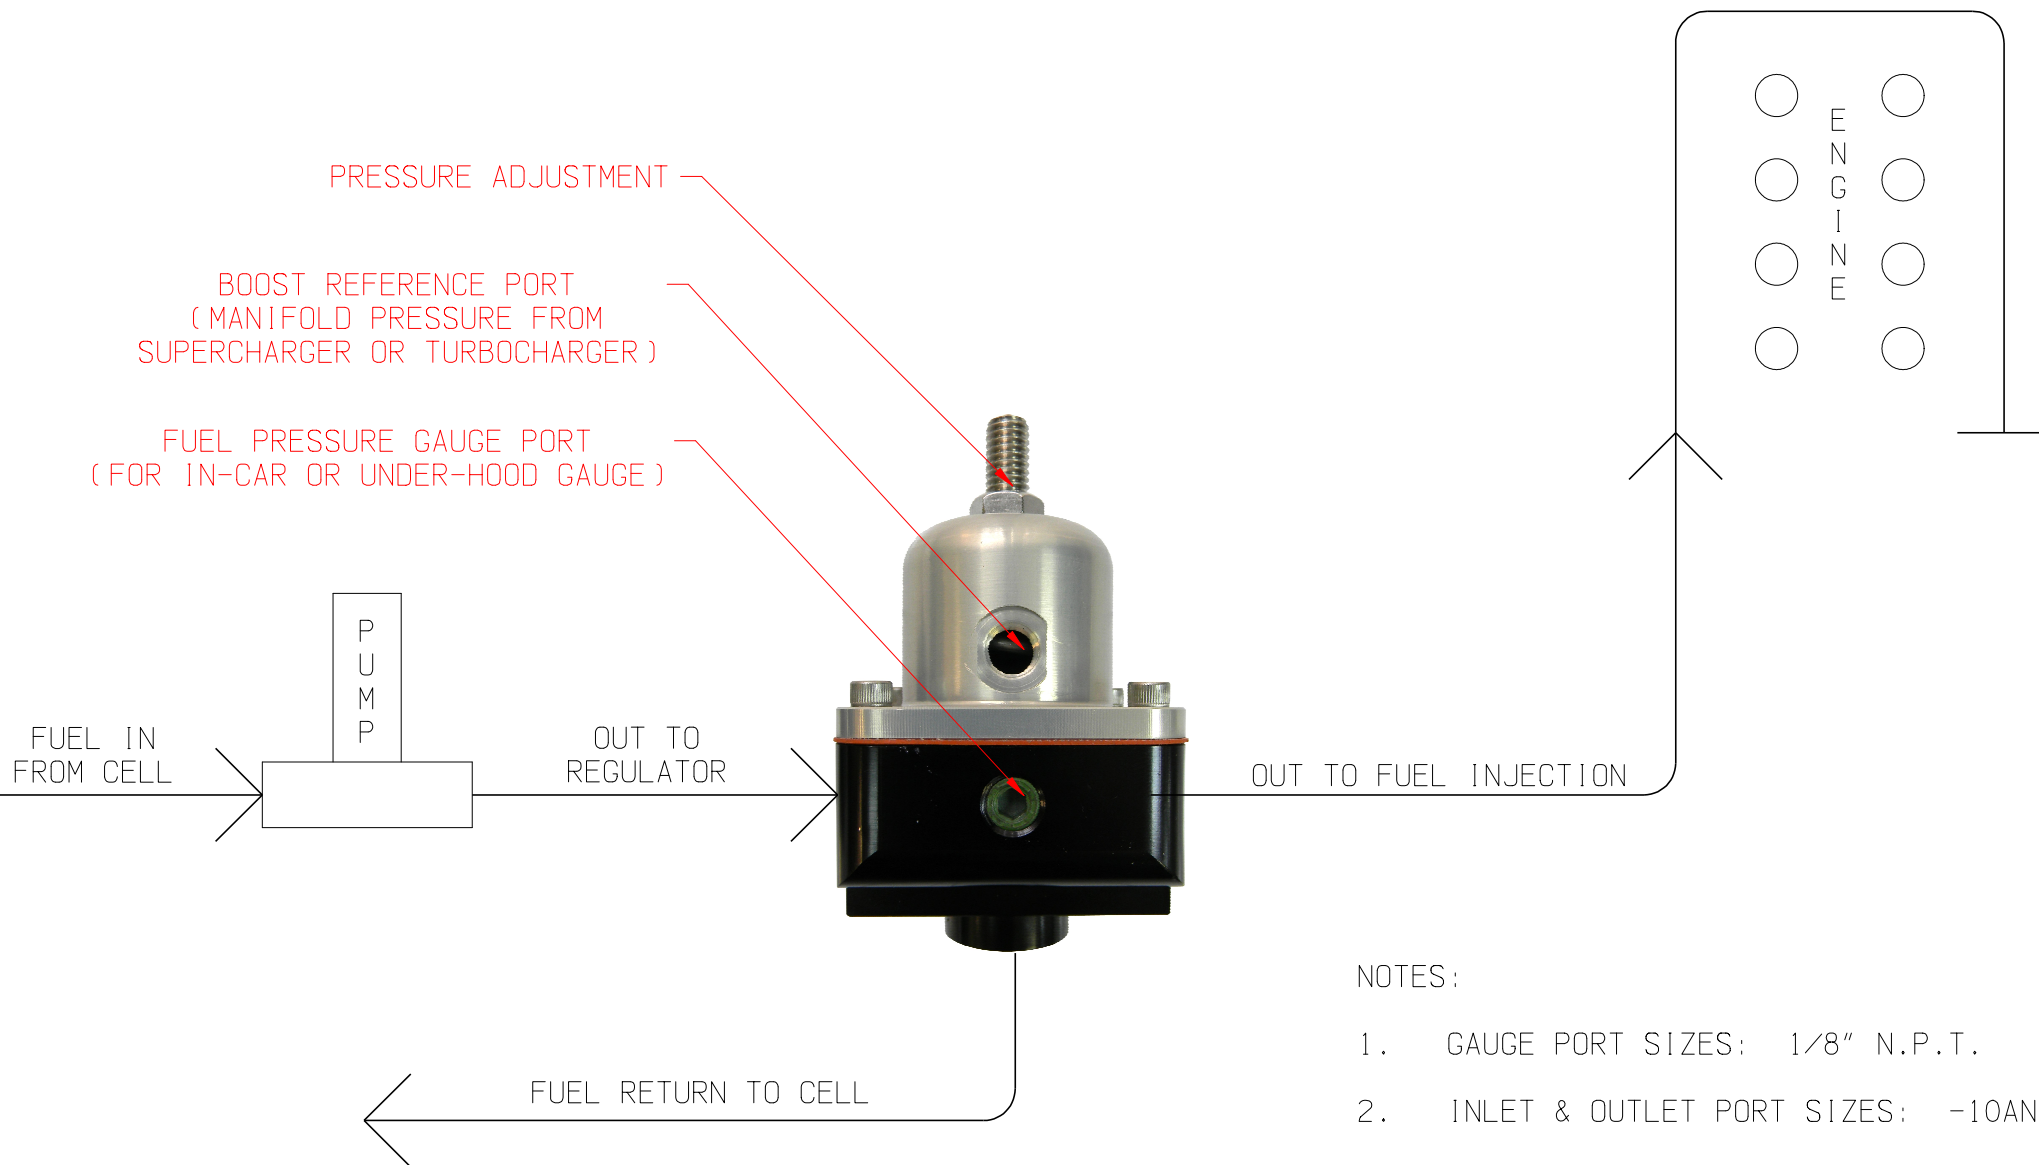 PRESSURE ADJUSTMENT
BOOST REFERENCE PORT
(MANIFOLD PRESSURE FROM
SUPERCHARGER OR TURBOCHARGER)
FUEL PRESSURE GAUGE PORT
(FOR IN-CAR OR UNDER-HOOD GAUGE)
ENGINE
PUMP
FUEL IN
FROM CELL
OUT TO
REGULATOR
OUT TO FUEL INJECTION
FUEL RETURN TO CELL
NOTES:
1. GAUGE PORT SIZES: 1/8" N.P.T.
2. INLET & OUTLET PORT SIZES: -10AN